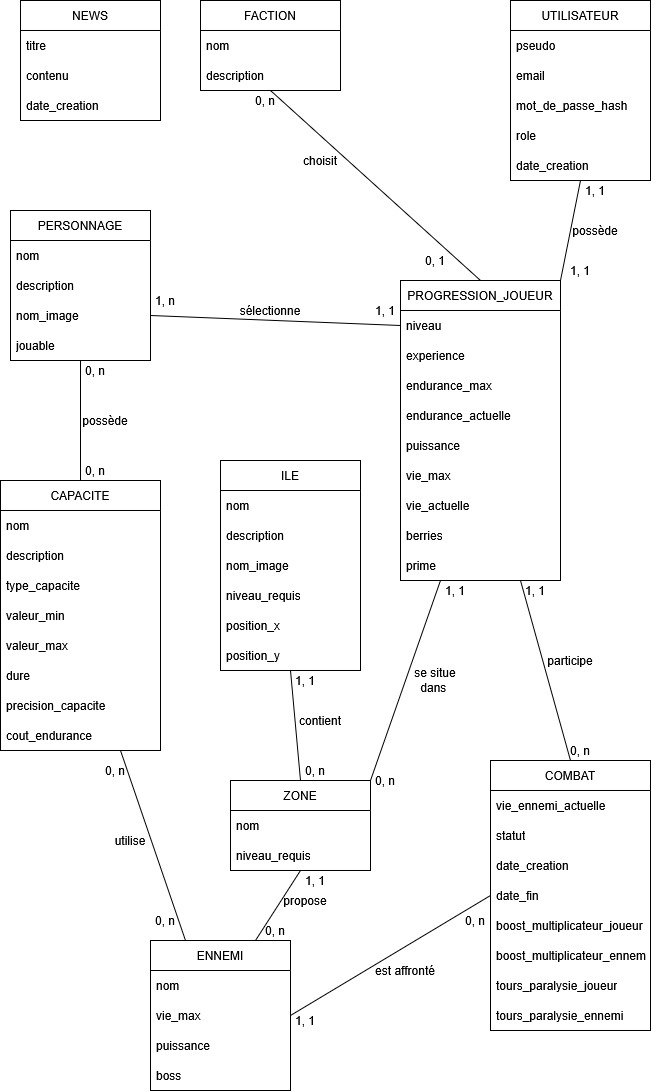 NEWS
titre
contenu
date_creation
FACTION
nom
description
0, n
UTILISATEUR
pseudo
email
mot_de_passe_hash
role
date_creation
1, 1
choisit
possède
0, 1
1, 1
PERSONNAGE
nom
description
nom_image
jouable
1, n
sélectionne
1, 1
0, n
possède
0, n
PROGRESSION_JOUEUR
niveau
experience
endurance_max
endurance_actuelle
puissance
vie_max
vie_actuelle
berries
prime
1, 1
1, 1
CAPACITE
nom
description
type_capacite
valeur_min
valeur_max
dure
precision_capacite
cout_endurance
0, n
ILE
nom
description
nom_image
niveau_requis
position_x
position_y
1, 1
contient
0, n
se situe
dans
0, n
participe
0, n
ZONE
nom
niveau_requis
1, 1
propose
0, n
utilise
0, n
COMBAT
vie_ennemi_actuelle
statut
date_creation
date_fin
boost_multiplicateur_joueur
boost_multiplicateur_ennem
tours_paralysie_joueur
tours_paralysie_ennemi
0, n
est affronté
1, 1
ENNEMI
nom
vie_max
puissance
boss